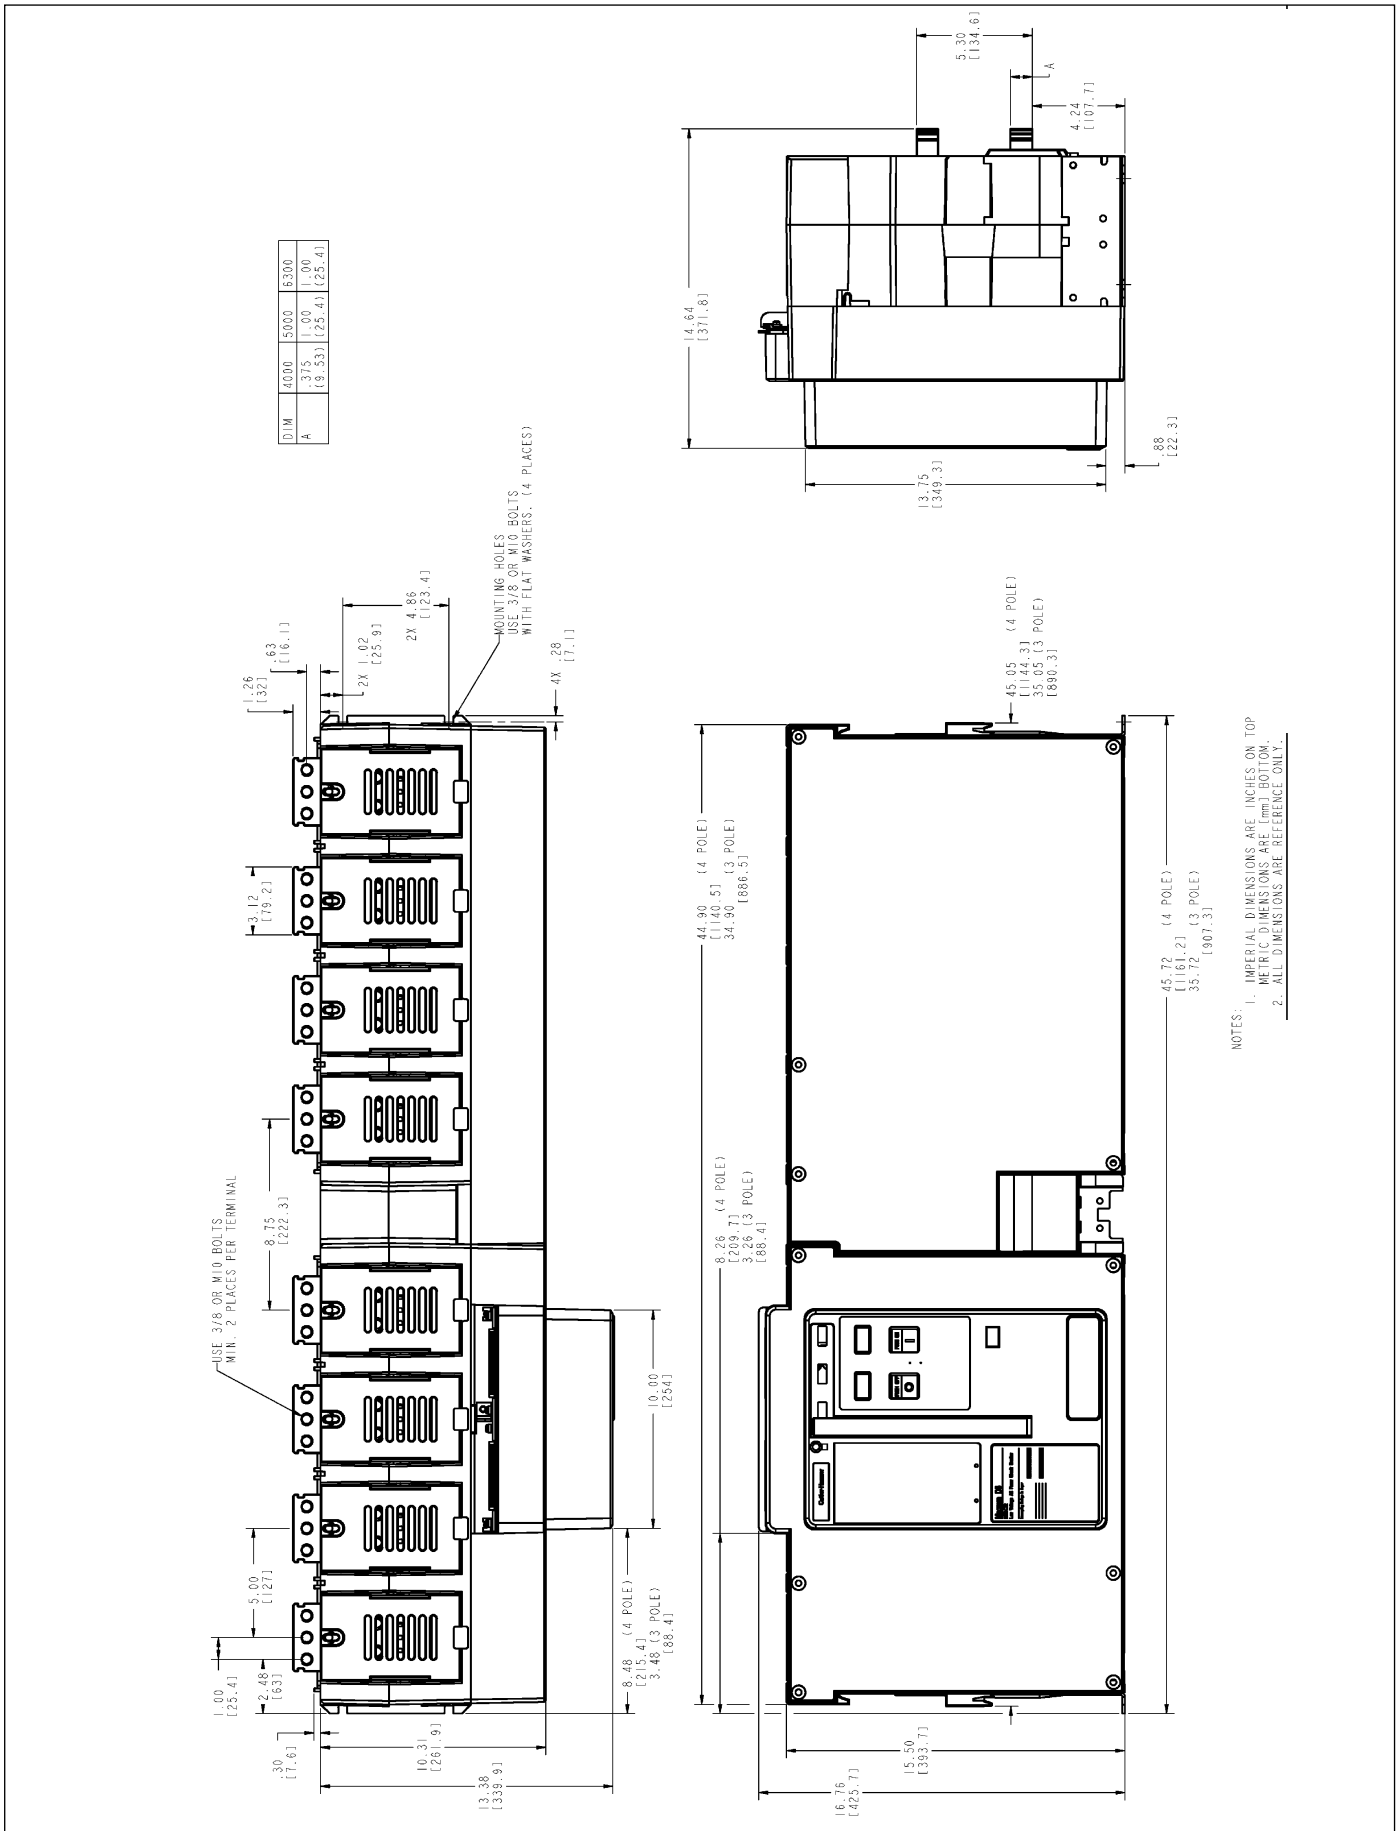 DIM 4000 5000 6300
A .375 1.00 1.00
(9.53) (25.4) (25.4)
USE 3/8 OR M10 BOLTS
MIN. 2 PLACES PER TERMINAL
1.00
[25.4]
2.48
[63]
.30
[7.6]
5.00
[127]
8.75
[222.3]
3.12
[79.2]
1.26
[32]
.63
[16.1]
2X 1.02
[25.9]
2X 4.86
[123.4]
MOUNTING HOLES
USE 3/8 OR M10 BOLTS
WITH FLAT WASHERS. (4 PLACES)
4X .28
[7.1]
10.31
[261.9]
13.38
[339.9]
8.48 (4 POLE)
[215.4]
3.48 (3 POLE)
[88.4]
10.00
[254]
14.64
[371.8]
5.30
[134.6]
A
4.24
[107.7]
13.75
[349.3]
.88
[22.3]
44.90 (4 POLE)
[1140.5]
34.90 (3 POLE)
[886.5]
8.26 (4 POLE)
[209.7]
3.26 (3 POLE)
[88.4]
45.05 (4 POLE)
[1144.3]
35.05 (3 POLE)
[890.3]
45.72 (4 POLE)
[1161.2]
35.72 (3 POLE)
[907.3]
16.76
[425.7]
15.50
[393.7]
Cutler-Hammer
NOTES:
1. IMPERIAL DIMENSIONS ARE INCHES ON TOP
METRIC DIMENSIONS ARE [mm] BOTTOM.
2. ALL DIMENSIONS ARE REFERENCE ONLY.